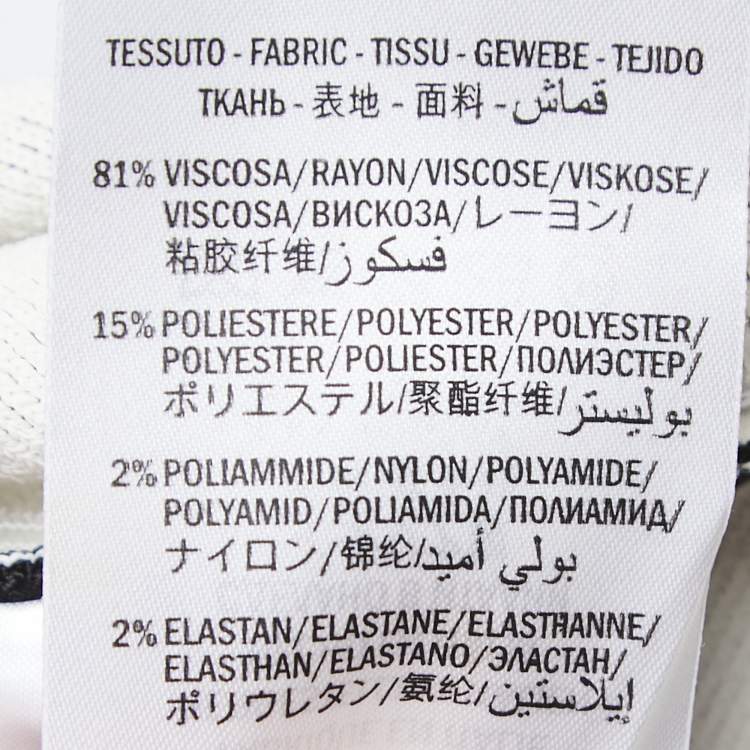 TESSUTO - FABRIC - TISSU - GEWEBE - TEJIDO
ТКАНЬ - 表地 - 面料 - قماش
81% VISCOSA/RAYON/VISCOSE/VISKOSE/
VISCOSA/ВИСКОЗА/レーヨン/
粘胶纤维/فسكوز
15% POLIESTERE/POLYESTER/POLYESTER/
POLYESTER/POLIESTER/ПОЛИЭСТЕР/
ポリエステル/聚酯纤维/بوليستر
2% POLIAMMIDE/NYLON/POLYAMIDE/
POLYAMID/POLIAMIDA/ПОЛИАМИД/
ナイロン/锦纶/بولي أميد
2% ELASTAN/ELASTANE/ELASTHANNE/
ELASTHAN/ELASTANO/ЭЛАСТАН/
ポリウレタン/氨纶/إيلاستين